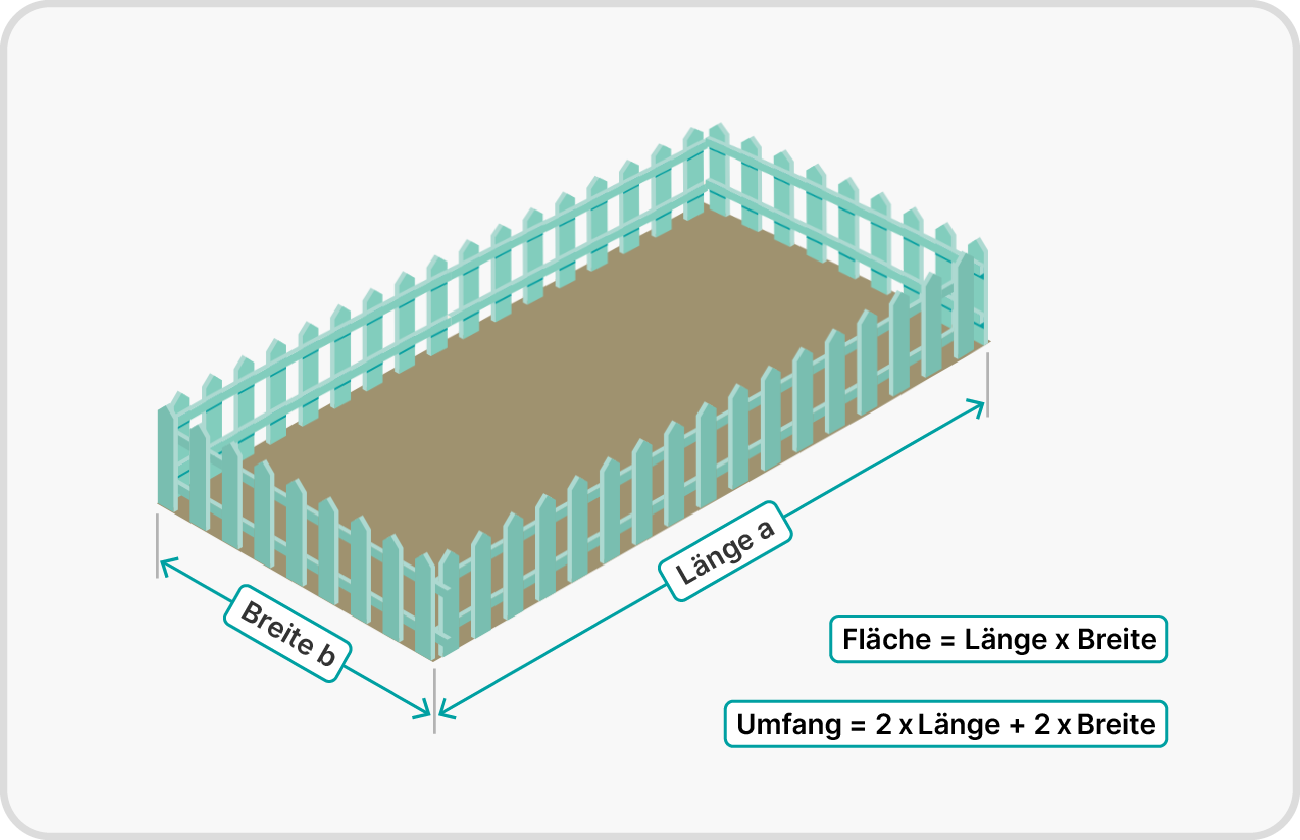 Länge a
Breite b
Fläche = Länge x Breite
Umfang = 2 x Länge + 2 x Breite